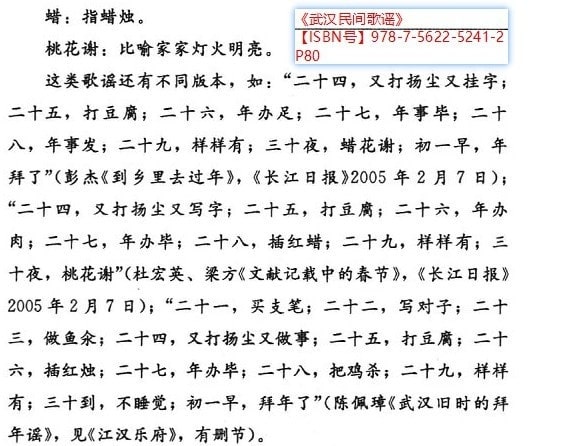 蜡：指蜡烛。
《武汉民间歌谣》
【ISBN号】978-7-5622-5241-2
P80
桃花谢：比喻家家灯火明亮。
这类歌谣还有不同版本，如：“二十四，又打扬尘又挂字；
二十五，打豆腐；二十六，年办足；二十七，年事毕；二十
八，年事发；二十九，样样有；三十夜，蜡花谢；初一早，年
拜了”(彭杰《到乡里去过年》，《长江日报》2005年2月7日)；
“二十四，又打扬尘又写字；二十五，打豆腐；二十六，年办
肉；二十七，年办毕；二十八，插红蜡；二十九，样样有；三
十夜，桃花谢”(杜宏英、梁方《文献记载中的春节》，《长江日报》
2005年2月7日)；“二十一，买支笔；二十二，写对子；二十
三，做鱼氽；二十四，又打扬尘又做事；二十五，打豆腐；二十
六，插红烛；二十七，年办毕；二十八，把鸡杀；二十九，样样
有；三十到，不睡觉；初一早，拜年了”(陈佩璋《武汉旧时的拜
年谣》，见《江汉乐府》，有删节)。